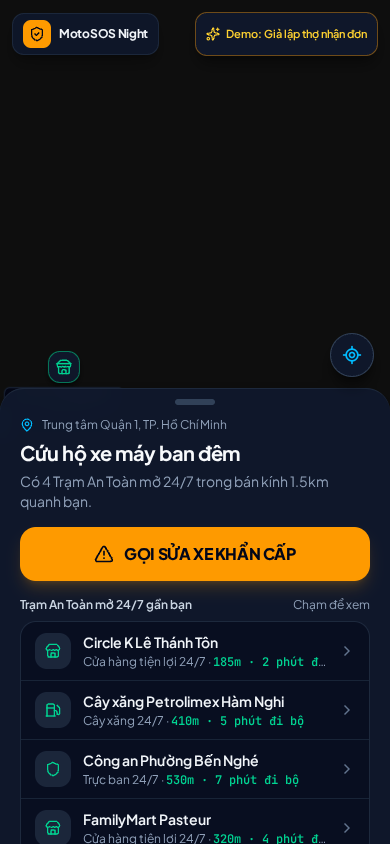 MotoSOS Night
Demo: Giả lập thợ nhận đơn
Trung tâm Quận 1, TP. Hồ Chí Minh
Cứu hộ xe máy ban đêm
Có 4 Trạm An Toàn mở 24/7 trong bán kính 1.5km
quanh bạn.
GỌI SỬA XE KHẨN CẤP
Trạm An Toàn mở 24/7 gần bạn
Chạm để xem
Circle K Lê Thánh Tôn
Cửa hàng tiện lợi 24/7 · 185m · 2 phút đ…
Cây xăng Petrolimex Hàm Nghi
Cây xăng 24/7 · 410m · 5 phút đi bộ
Công an Phường Bến Nghé
Trực ban 24/7 · 530m · 7 phút đi bộ
FamilyMart Pasteur
Cửa hàng tiện lợi 24/7 · 320m · 4 phút đ…